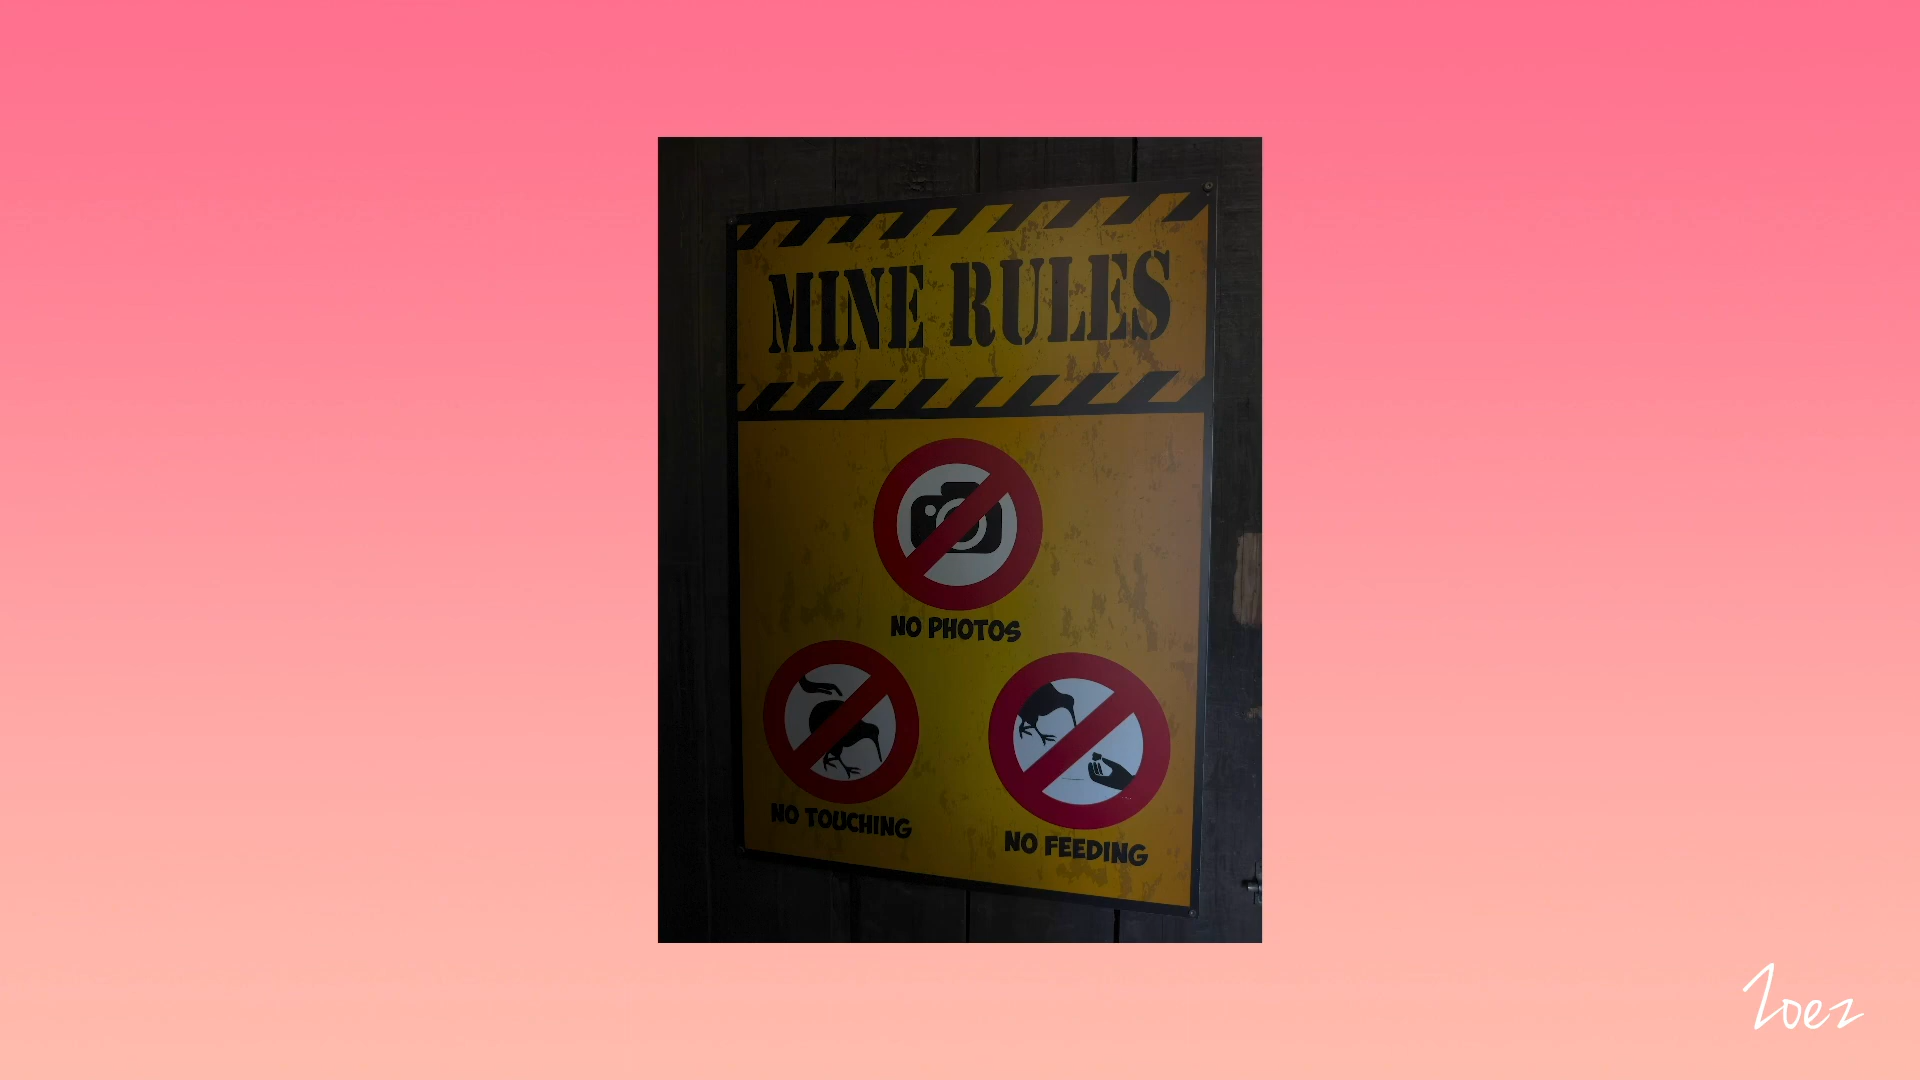 MINE RULES
NO PHOTOS
NO TOUCHING
NO FEEDING
Zoez